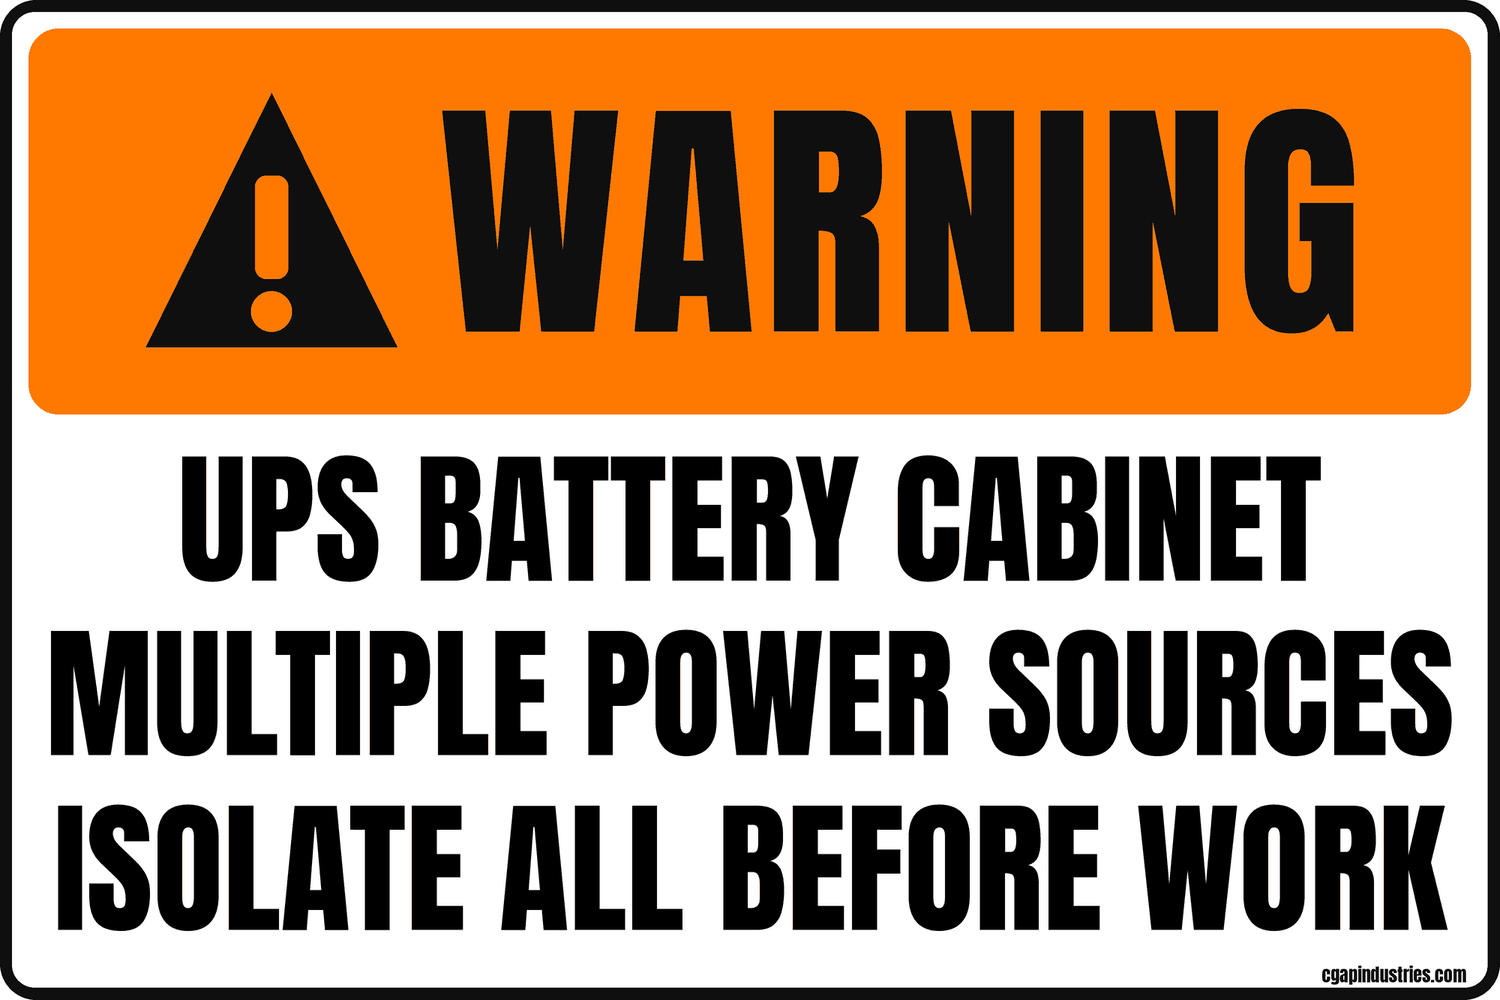 WARNING
UPS BATTERY CABINET
MULTIPLE POWER SOURCES
ISOLATE ALL BEFORE WORK
cgapindustries.com